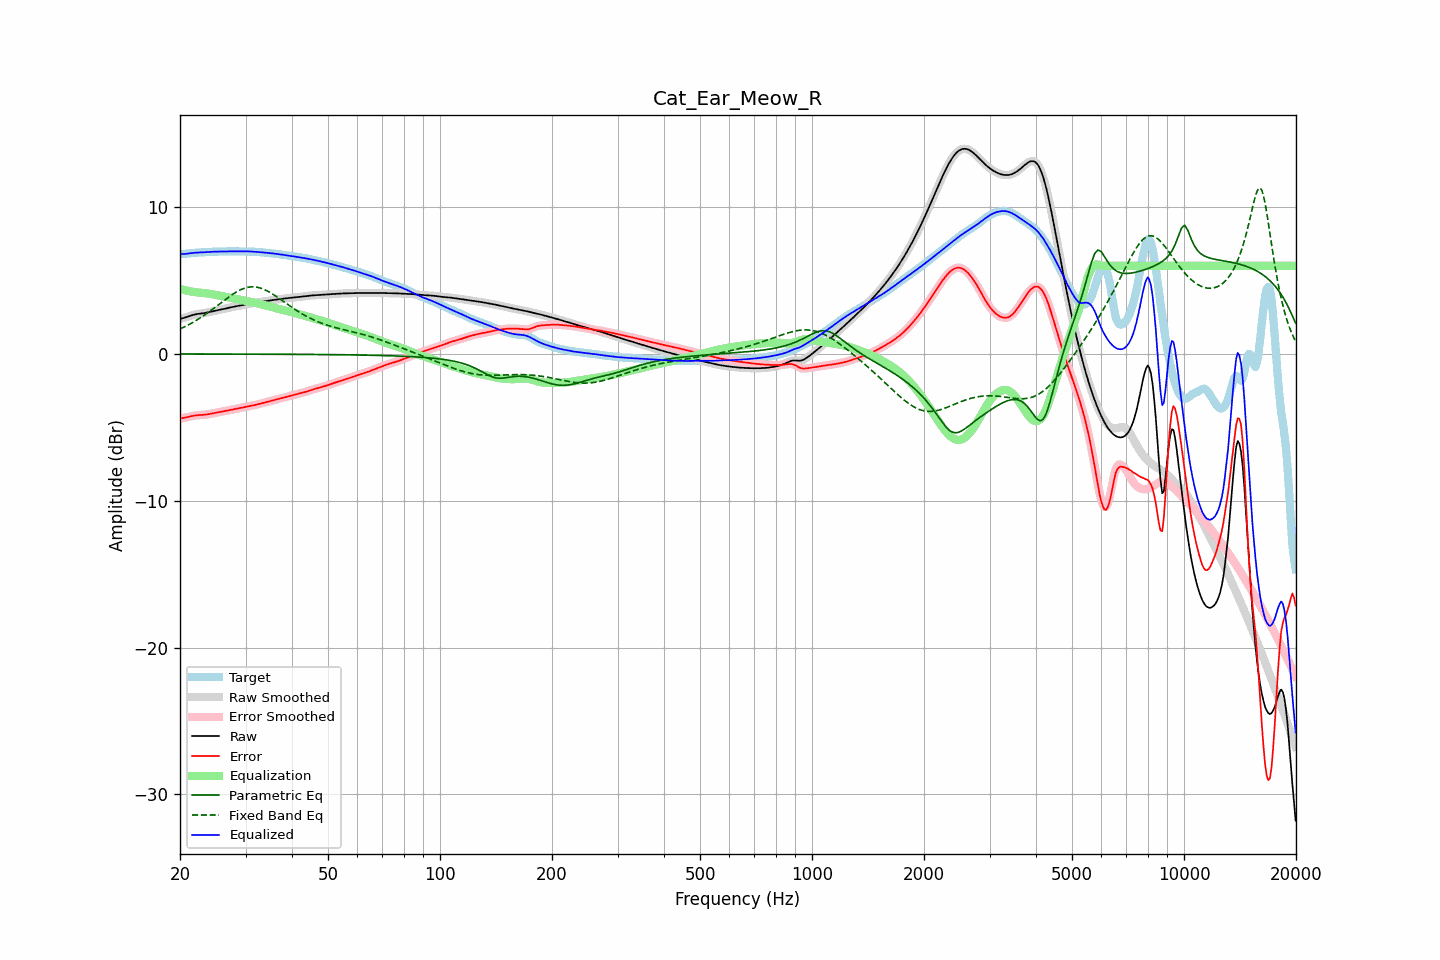 Cat_Ear_Meow_R
Amplitude (dBr)
10
0
−10
−20
−30
Target
Raw Smoothed
Error Smoothed
Raw
Error
Equalization
Parametric Eq
Fixed Band Eq
Equalized
20 50 100 200 500 1000 2000 5000 10000 20000
Frequency (Hz)